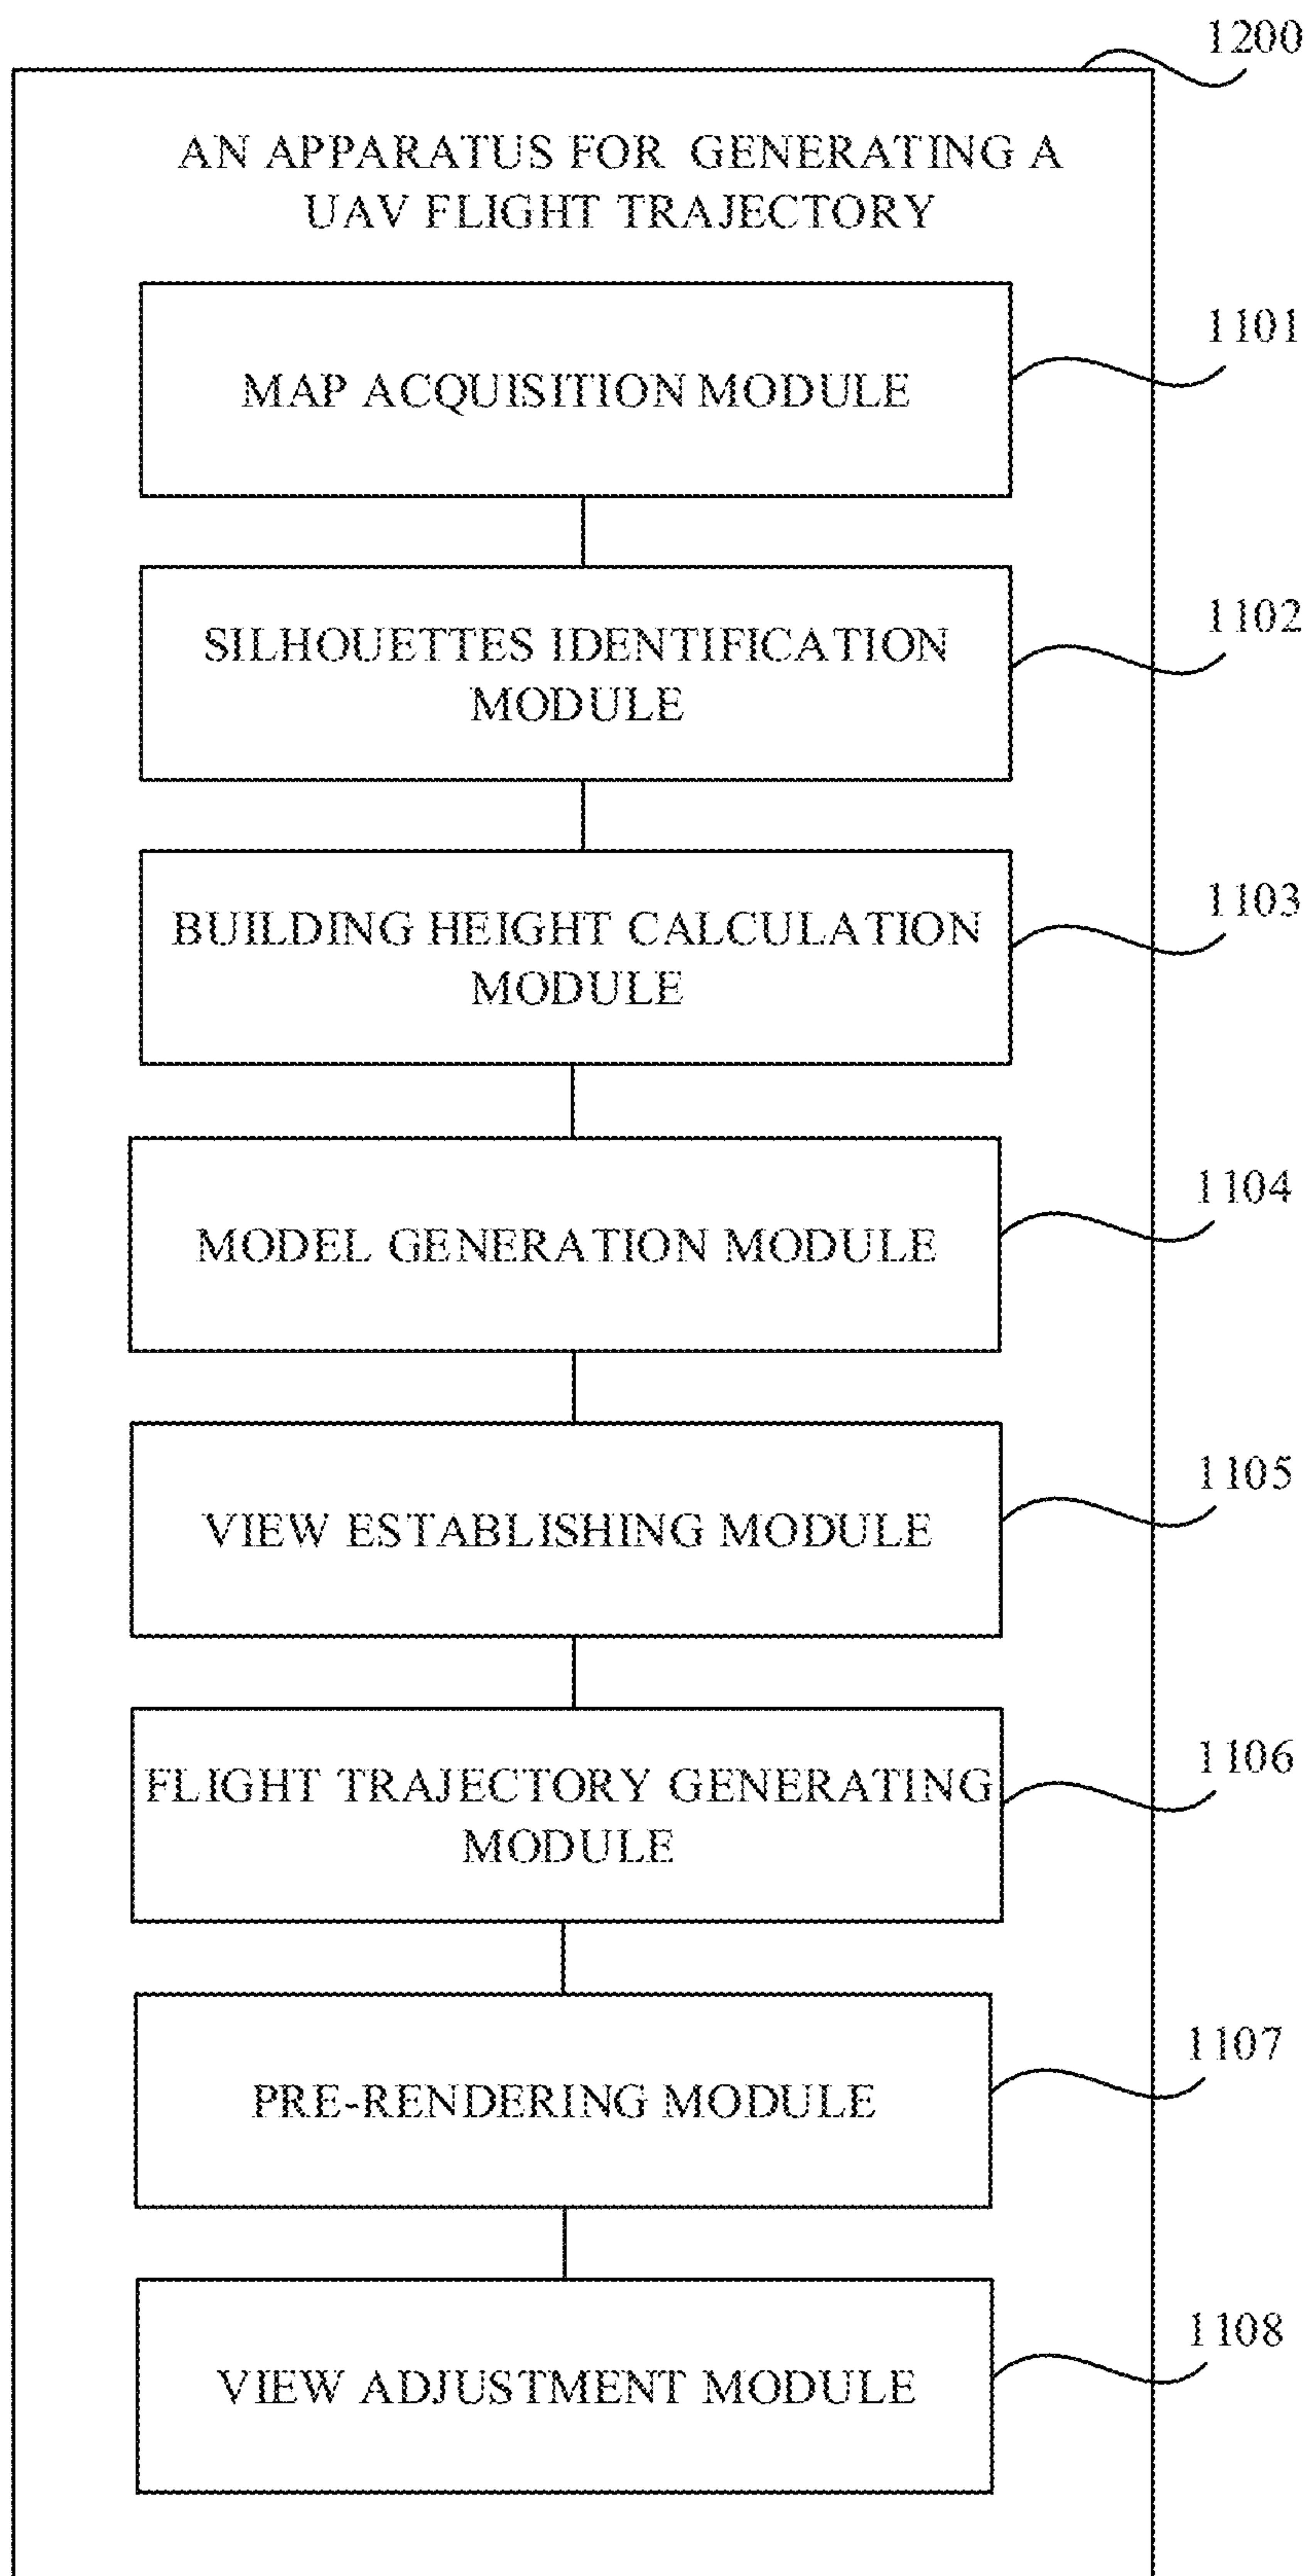 1200
AN APPARATUS FOR GENERATING A
UAV FLIGHT TRAJECTORY
MAP ACQUISITION MODULE
1101
SILHOUETTES IDENTIFICATION
MODULE
1102
BUILDING HEIGHT CALCULATION
MODULE
1103
MODEL GENERATION MODULE
1104
VIEW ESTABLISHING MODULE
1105
FLIGHT TRAJECTORY GENERATING
MODULE
1106
PRE-RENDERING MODULE
1107
VIEW ADJUSTMENT MODULE
1108